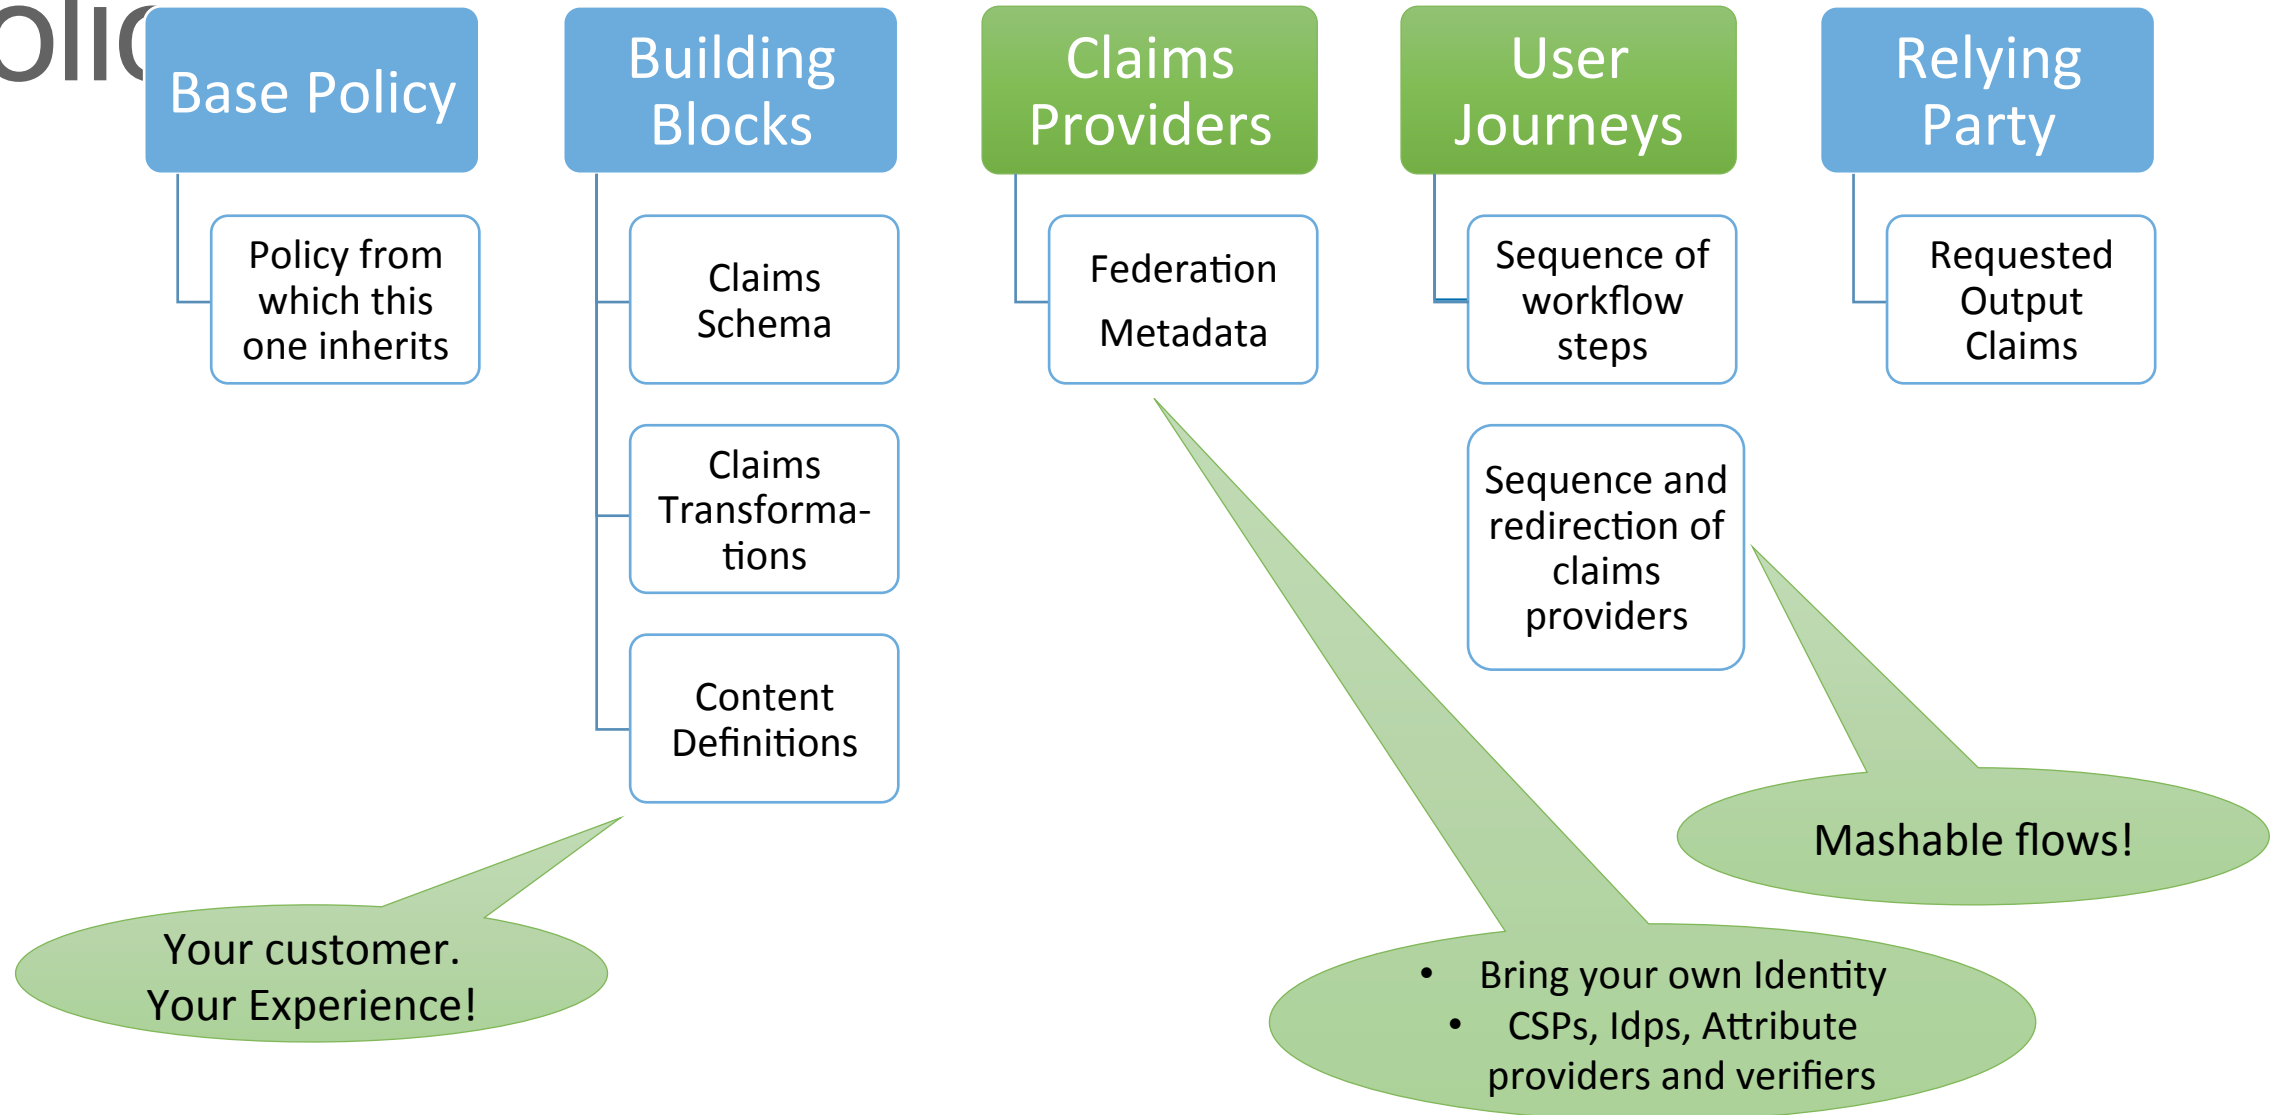 Base Policy
Building
Blocks
Claims
Providers
User
Journeys
Relying
Party
Policy from
which this
one inherits
Claims
Schema
Claims
Transforma-
tions
Content
Definitions
Federation
Metadata
Sequence of
workflow
steps
Sequence and
redirection of
claims
providers
Requested
Output
Claims
Your customer.
Your Experience!
Mashable flows!
• Bring your own Identity
• CSPs, Idps, Attribute
providers and verifiers